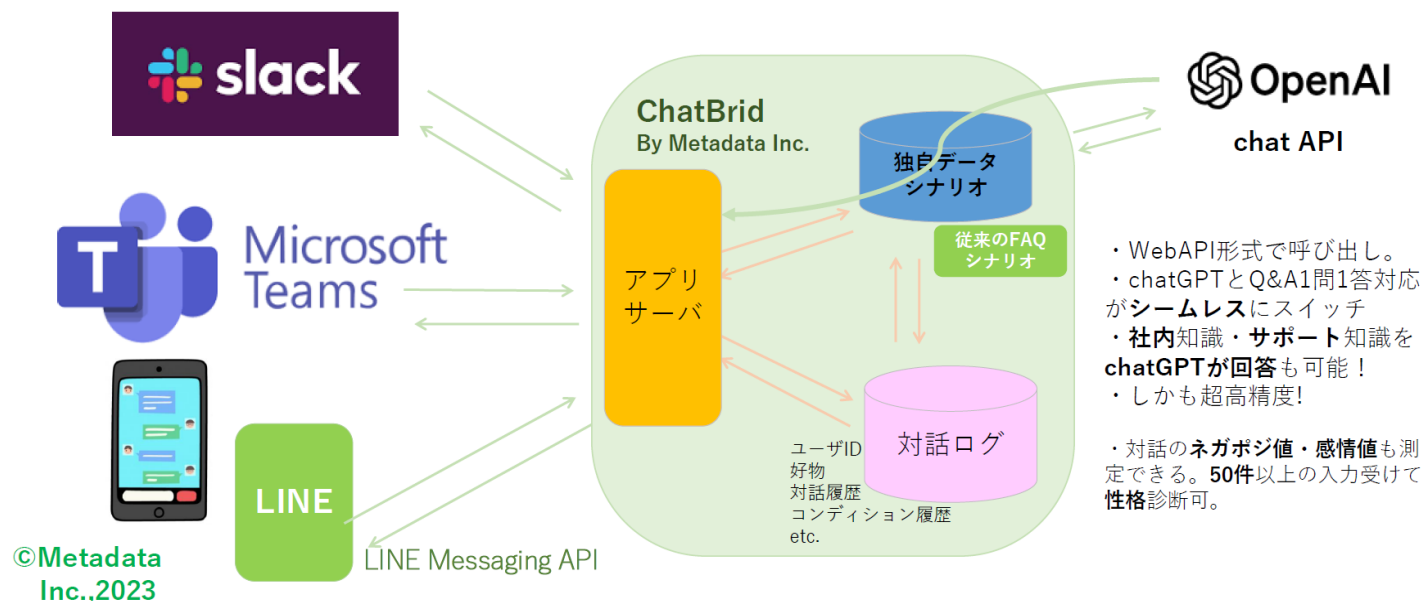 slack
ChatBrid
By Metadata Inc.
OpenAI
chat API
独自データ
シナリオ
従来のFAQ
シナリオ
T
Microsoft
Teams
アプリ
サーバ
・WebAPI形式で呼び出し。
・chatGPTとQ&A1問1答対応
がシームレスにスイッチ
・社内知識・サポート知識を
chatGPTが回答も可能！
・しかも超高精度!
・対話のネガポジ値・感情値も測
定できる。50件以上の入力受けて
性格診断可。
対話ログ
ユーザID
好物
対話履歴
コンディション履歴
etc.
LINE
LINE Messaging API
©Metadata
Inc.,2023